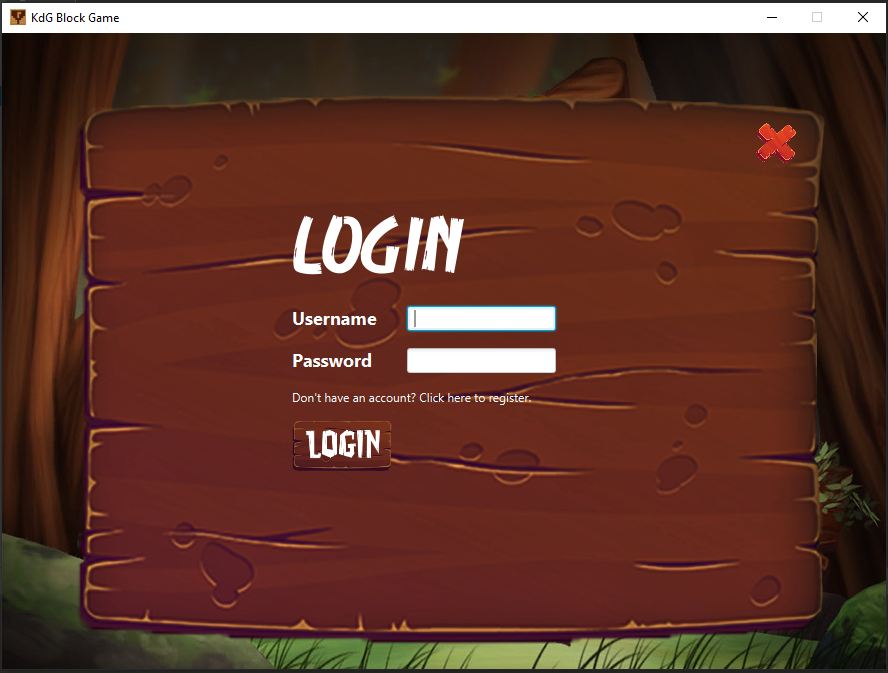 KdG Block Game
LOGIN
Username
Password
Don't have an account? Click here to register.
LOGIN